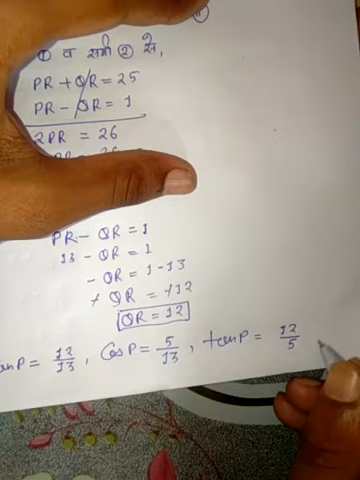 ① व समी ② से,
PR + QR = 25
PR - QR = 1
2PR = 26
PR - QR = 1
13 - QR = 1
- QR = 1 - 13
+ QR = +12
QR = 12
P = 12/13, Cos P = 5/13, tan P = 12/5